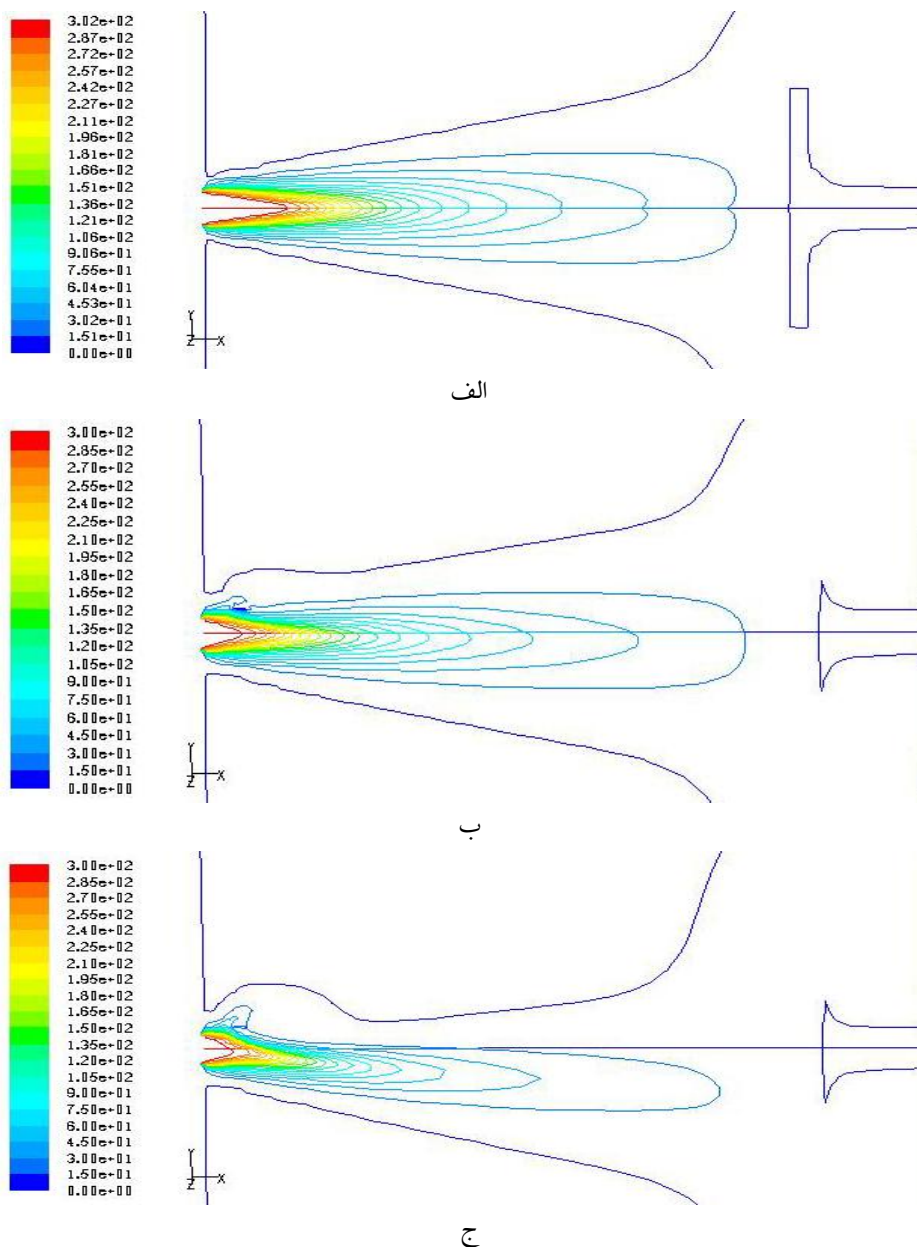 3.02e+02
2.87e+02
2.72e+02
2.57e+02
2.42e+02
2.27e+02
2.11e+02
1.96e+02
1.81e+02
1.66e+02
1.51e+02
1.36e+02
1.21e+02
1.06e+02
9.06e+01
7.55e+01
6.04e+01
4.53e+01
3.02e+01
1.51e+01
0.00e+00
Y
Z X
الف
3.00e+02
2.85e+02
2.70e+02
2.55e+02
2.40e+02
2.25e+02
2.10e+02
1.95e+02
1.80e+02
1.65e+02
1.50e+02
1.35e+02
1.20e+02
1.05e+02
9.00e+01
7.50e+01
6.00e+01
4.50e+01
3.00e+01
1.50e+01
0.00e+00
Y
Z X
ب
3.00e+02
2.85e+02
2.70e+02
2.55e+02
2.40e+02
2.25e+02
2.10e+02
1.95e+02
1.80e+02
1.65e+02
1.50e+02
1.35e+02
1.20e+02
1.05e+02
9.00e+01
7.50e+01
6.00e+01
4.50e+01
3.00e+01
1.50e+01
0.00e+00
Y
Z X
ج